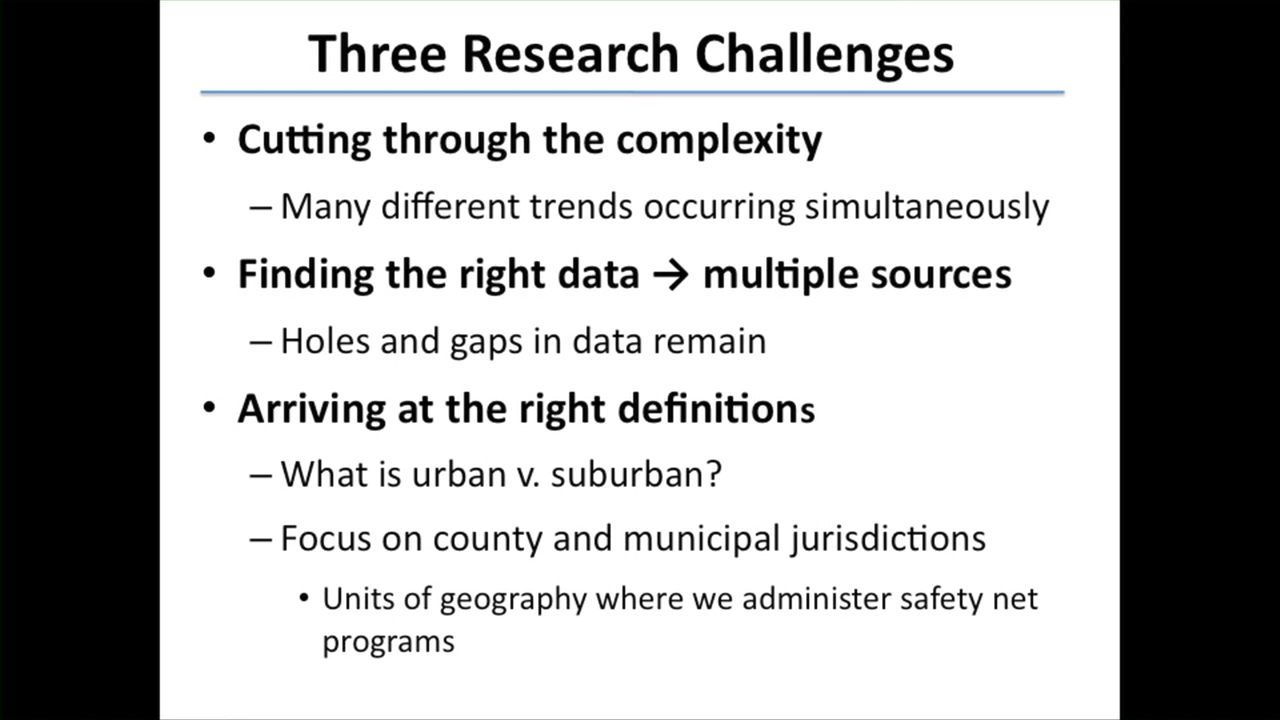 Three Research Challenges
• Cutting through the complexity
– Many different trends occurring simultaneously
• Finding the right data → multiple sources
– Holes and gaps in data remain
• Arriving at the right definitions
– What is urban v. suburban?
– Focus on county and municipal jurisdictions
• Units of geography where we administer safety net
programs